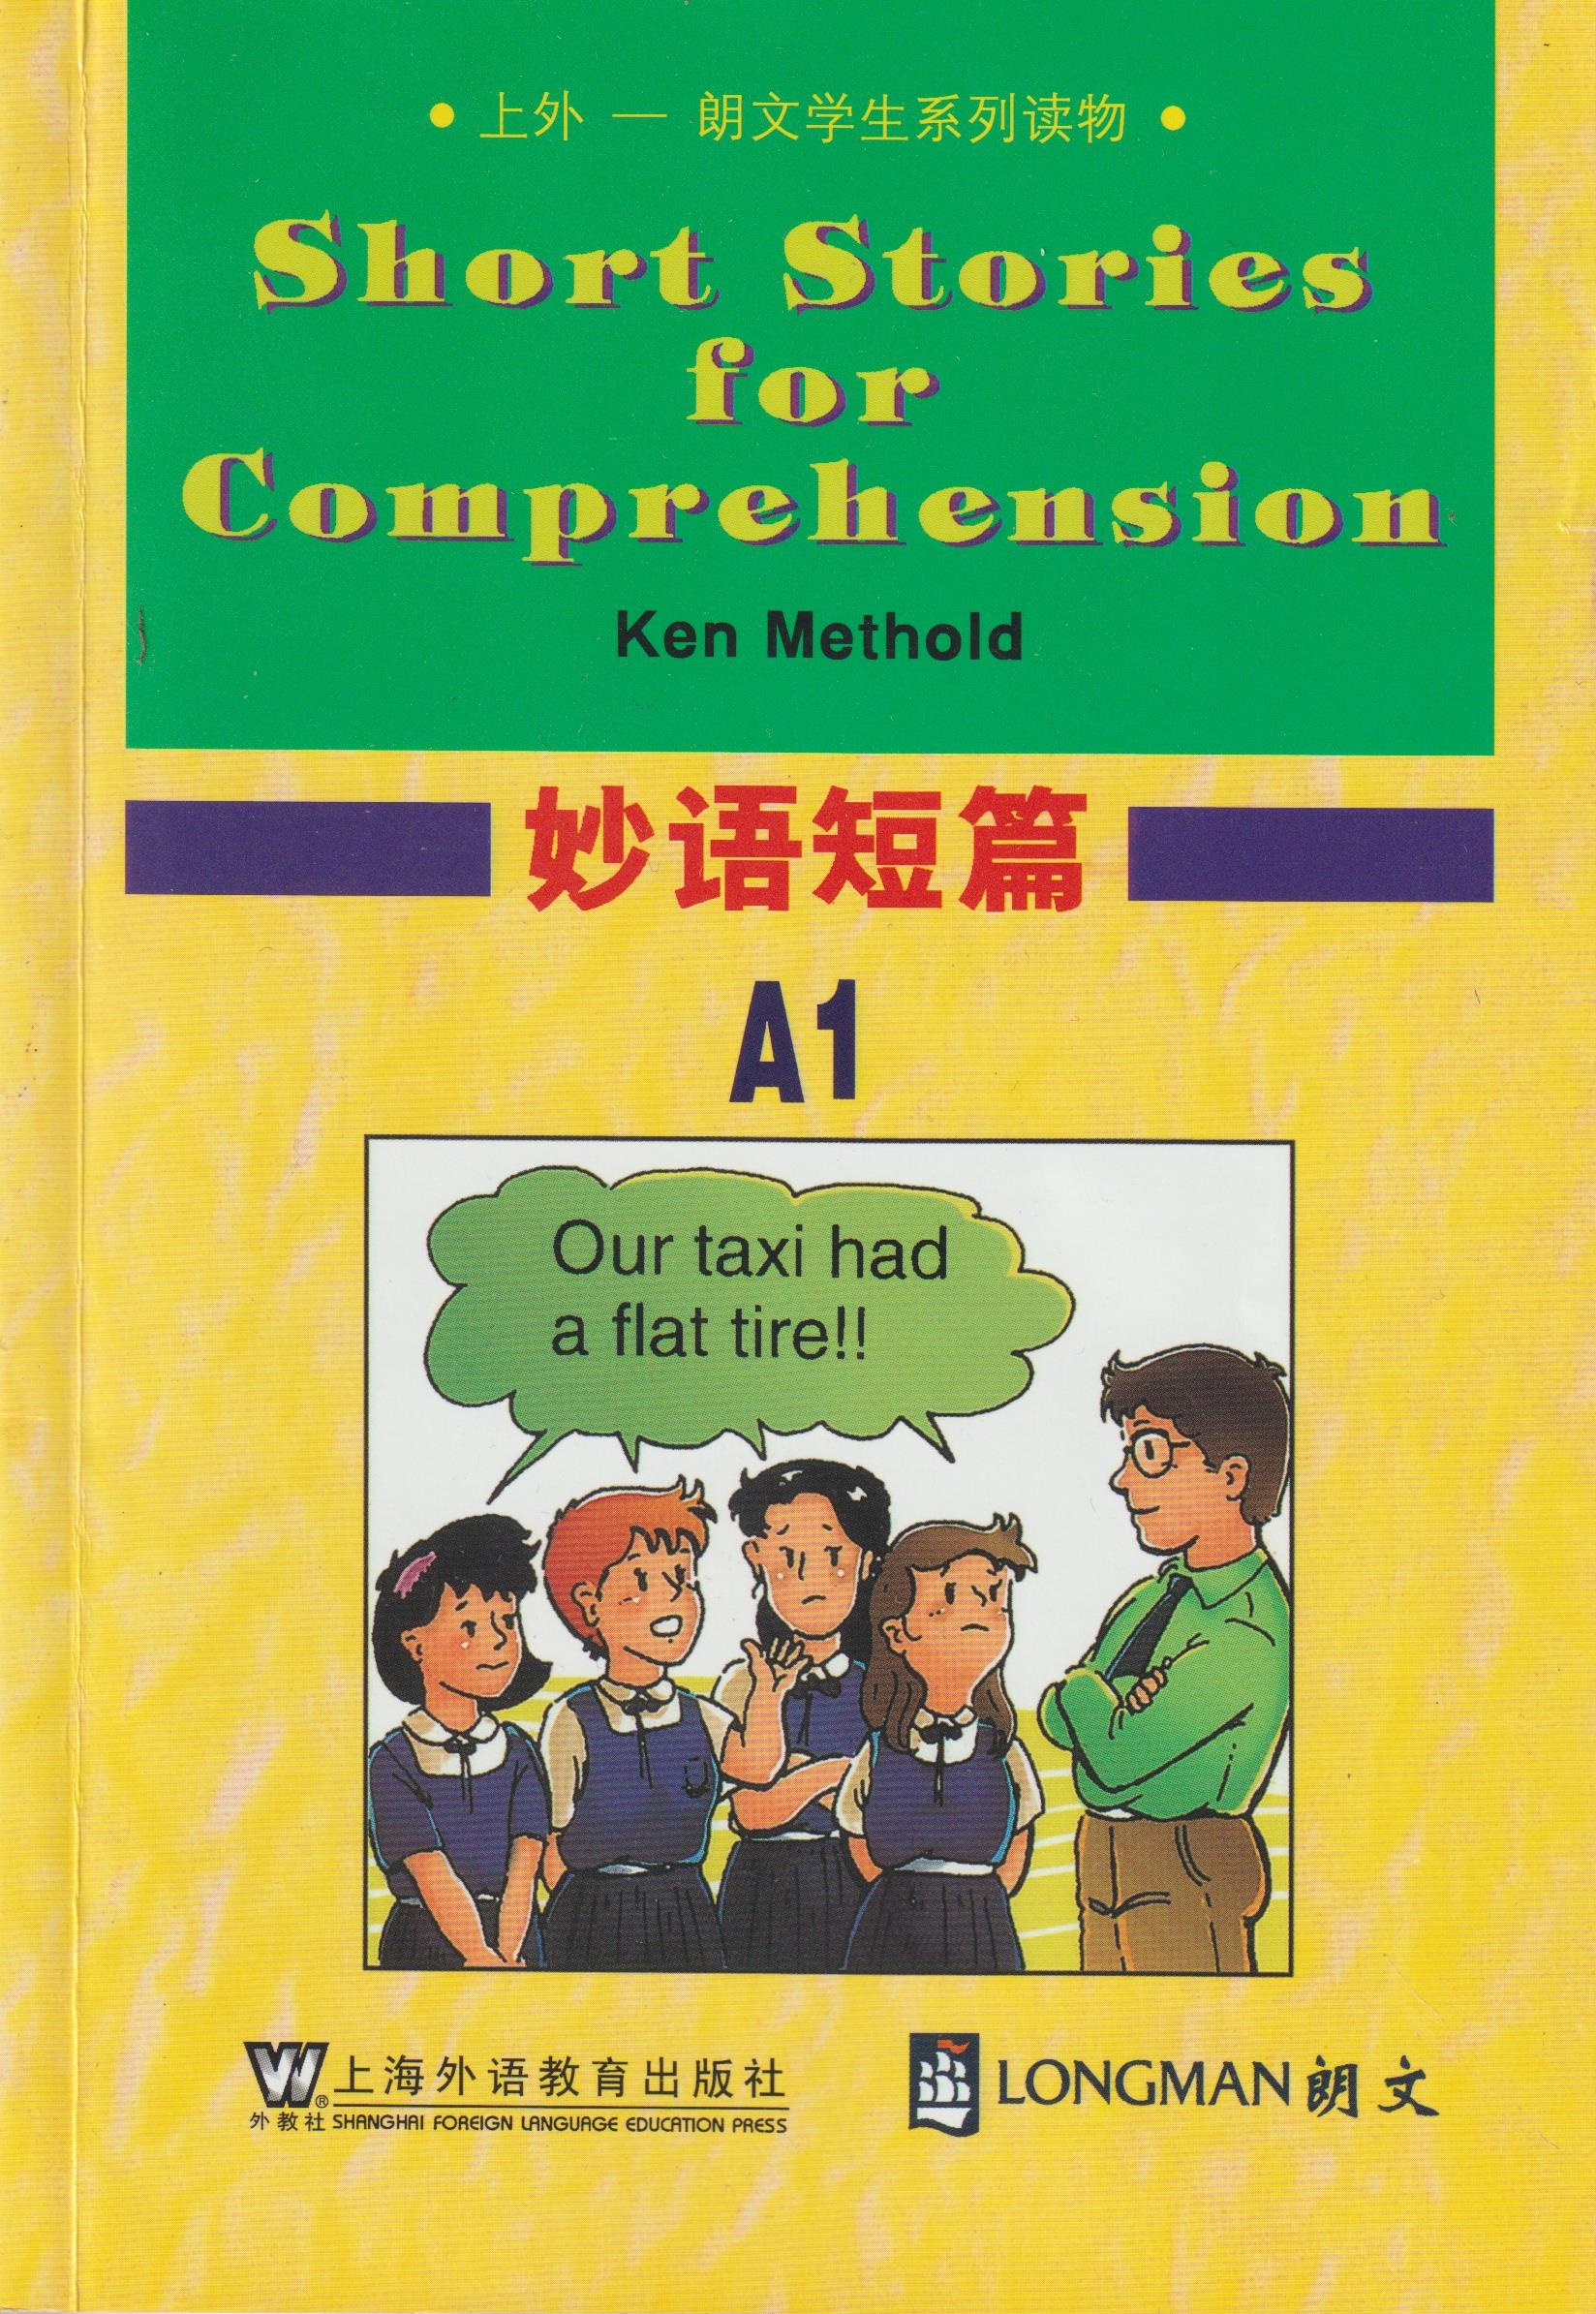 • 上外 — 朗文学生系列读物 •
Short Stories
for
Comprehension
Ken Methold
妙语短篇
A1
Our taxi had
a flat tire!!
W®
上海外语教育出版社
外教社 SHANGHAI FOREIGN LANGUAGE EDUCATION PRESS
LONGMAN 朗文